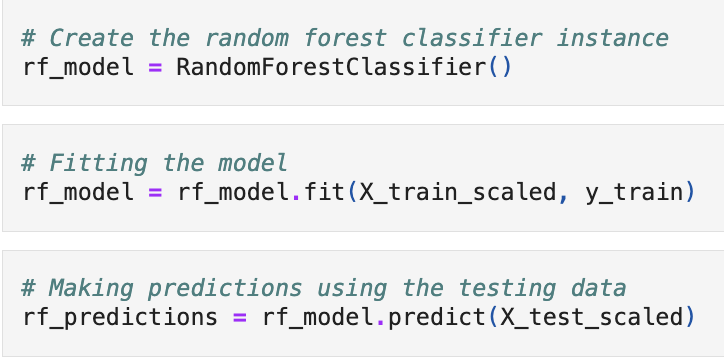 # Create the random forest classifier instance
rf_model = RandomForestClassifier()
# Fitting the model
rf_model = rf_model.fit(X_train_scaled, y_train)
# Making predictions using the testing data
rf_predictions = rf_model.predict(X_test_scaled)